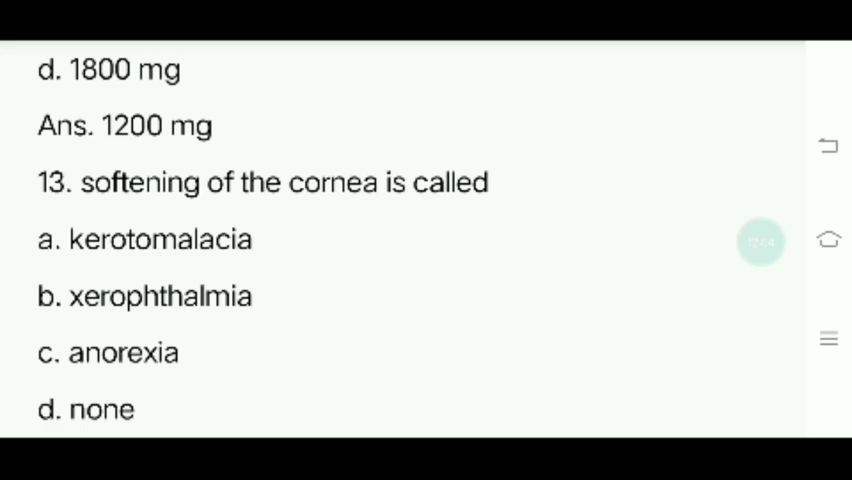 d. 1800 mg
Ans. 1200 mg
13. softening of the cornea is called
a. kerotomalacia
b. xerophthalmia
c. anorexia
d. none